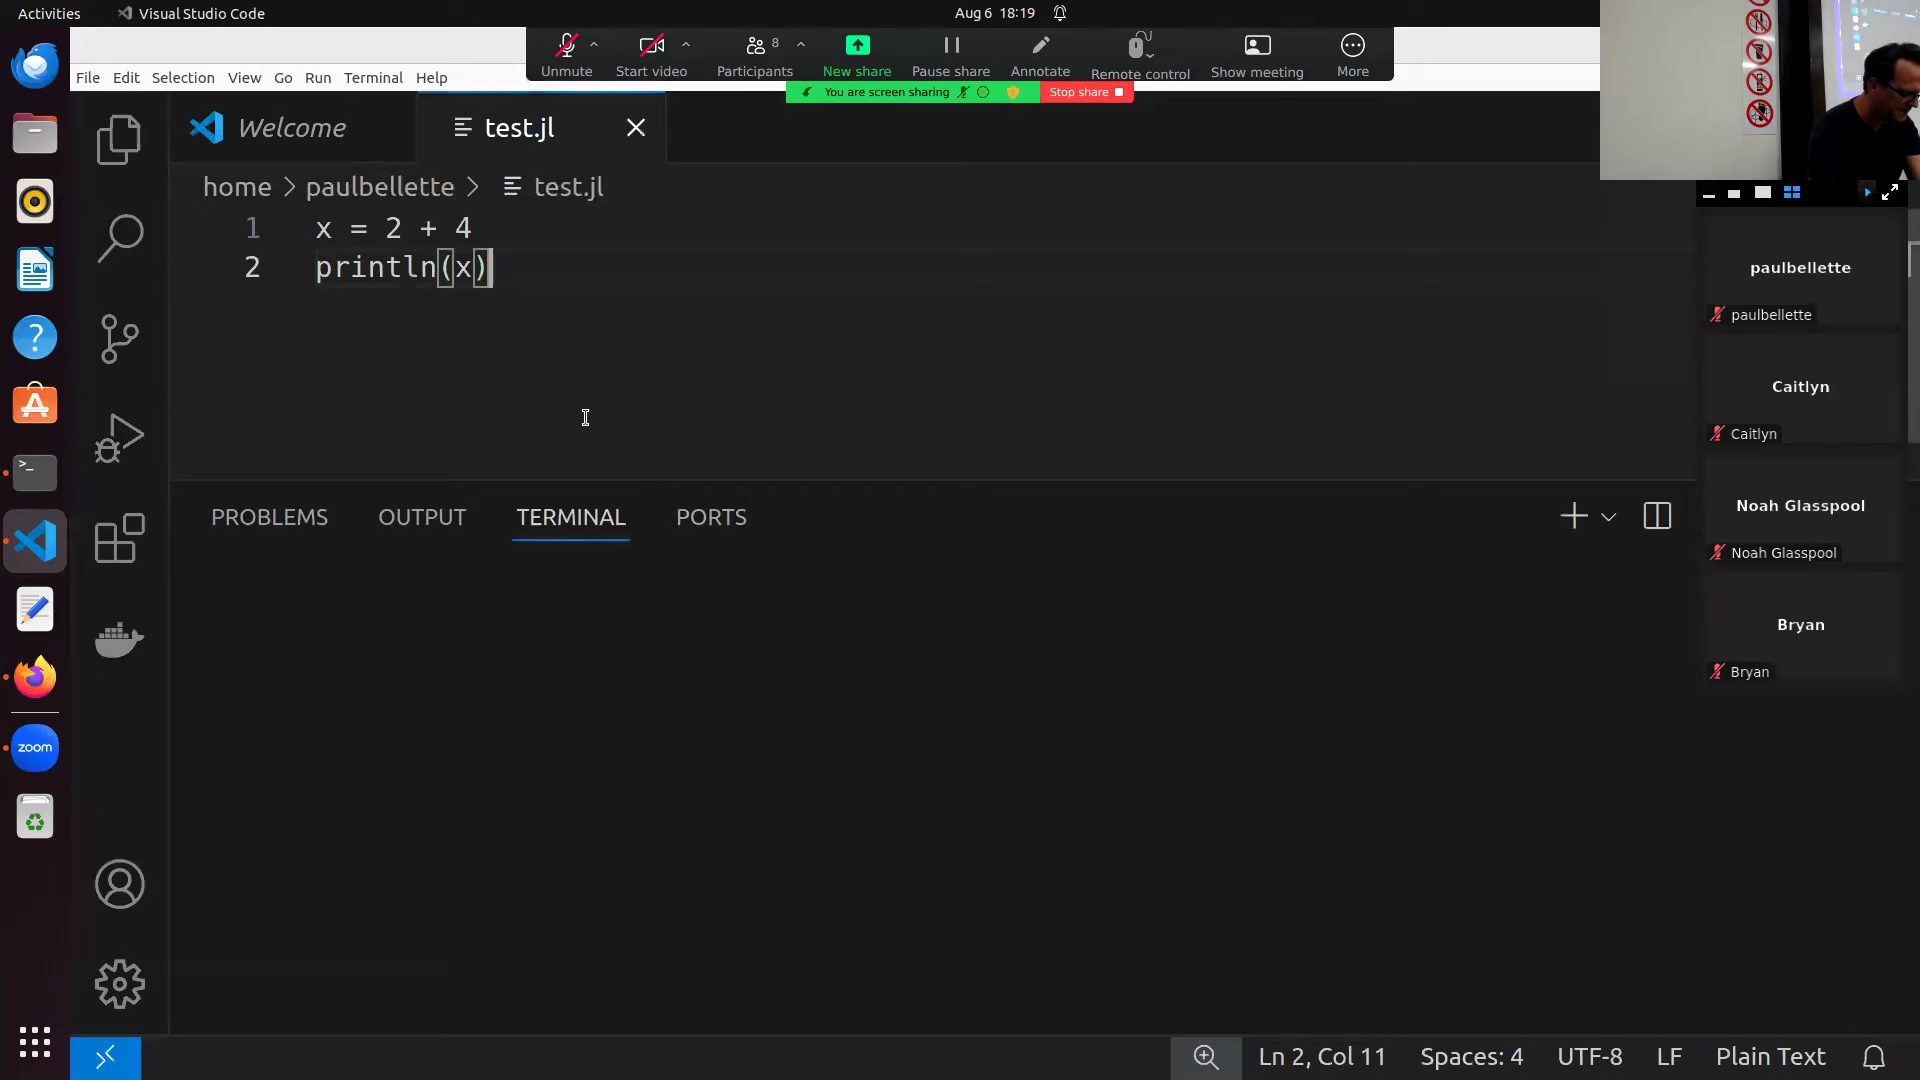 Activities
Visual Studio Code
Aug 6 18:19
File Edit Selection View Go Run Terminal Help
Unmute
Start video
8
Participants
New share
Pause share
Annotate
Remote control
Show meeting
More
You are screen sharing
Stop share
Welcome
test.jl
home > paulbellette > test.jl
1 x = 2 + 4
2 println(x)
PROBLEMS OUTPUT TERMINAL PORTS
paulbellette
paulbellette
Caitlyn
Caitlyn
Noah Glasspool
Noah Glasspool
Bryan
Bryan
zoom
Ln 2, Col 11 Spaces: 4 UTF-8 LF Plain Text